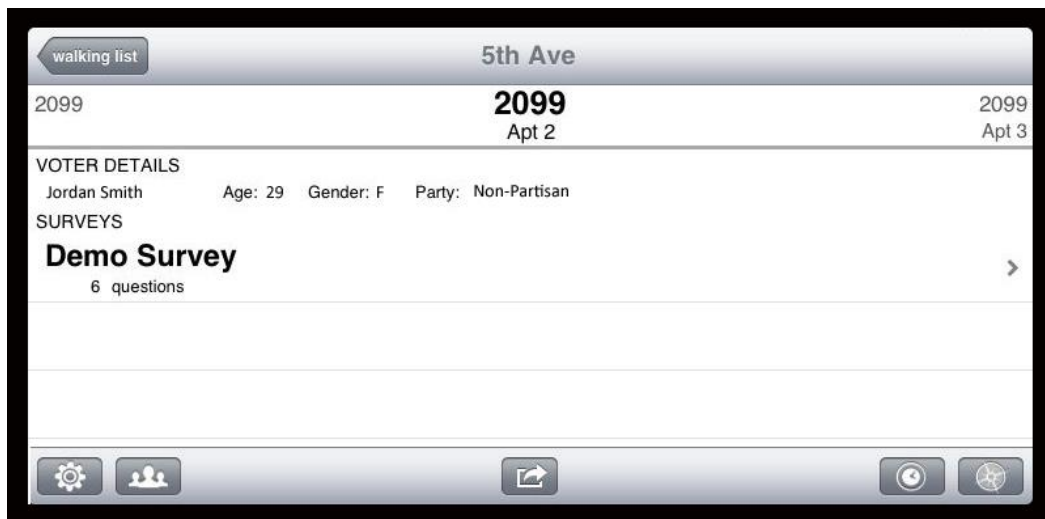 walking list 5th Ave
2099 2099 2099
Apt 2 Apt 3
VOTER DETAILS
Jordan Smith Age: 29 Gender: F Party: Non-Partisan
SURVEYS
Demo Survey
6 questions